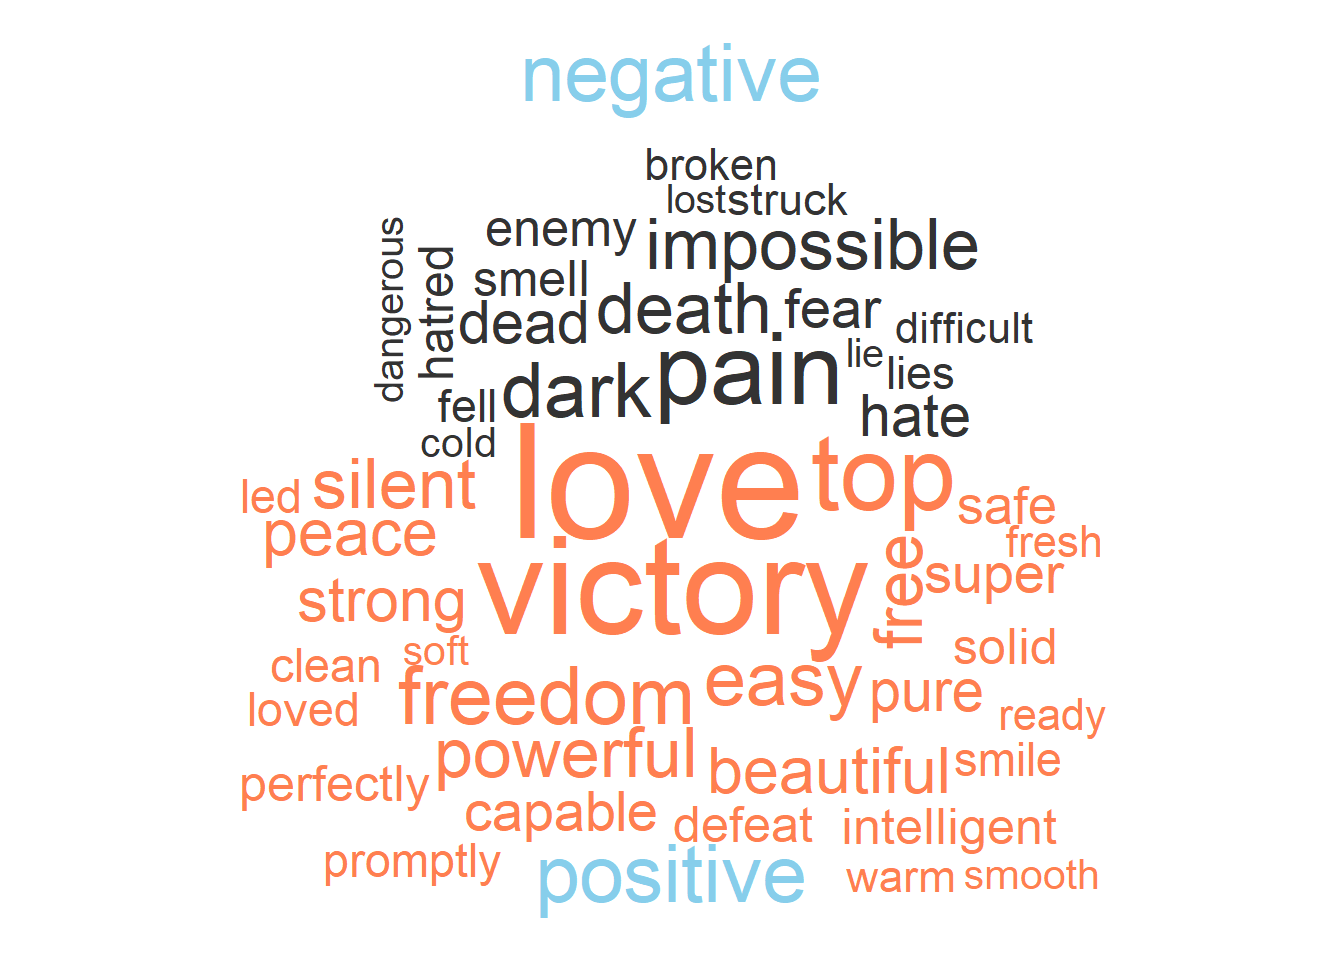 negative
broken
lost struck
enemy impossible
dangerous hatred smell
dead death fear difficult
dark pain lie lies
fell hate
cold
love top
led silent safe
peace fresh
victory free super
strong
clean soft solid
loved freedom easy pure ready
powerful beautiful smile
perfectly
capable defeat intelligent
promptly positive warm smooth